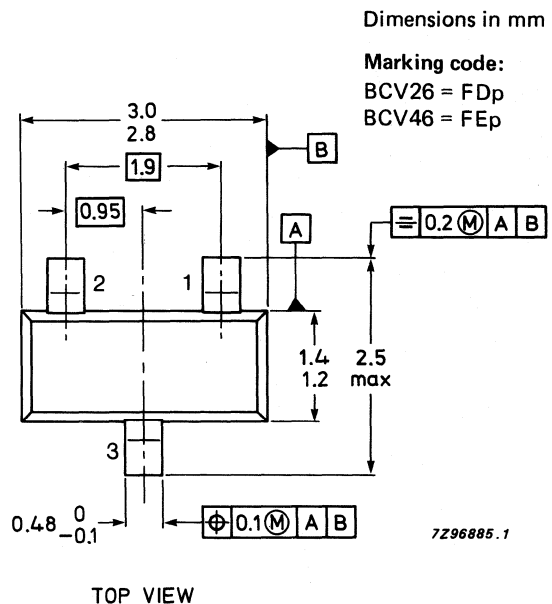 Dimensions in mm
Marking code:
BCV26 = FDp
BCV46 = FEp
3.0
2.8
B
1.9
0.95
A
⌯ 0.2 Ⓜ A B
2
1
1.4
1.2
2.5
max
3
0.48 0
–0.1
⌖ 0.1 Ⓜ A B
7Z96885.1
TOP VIEW